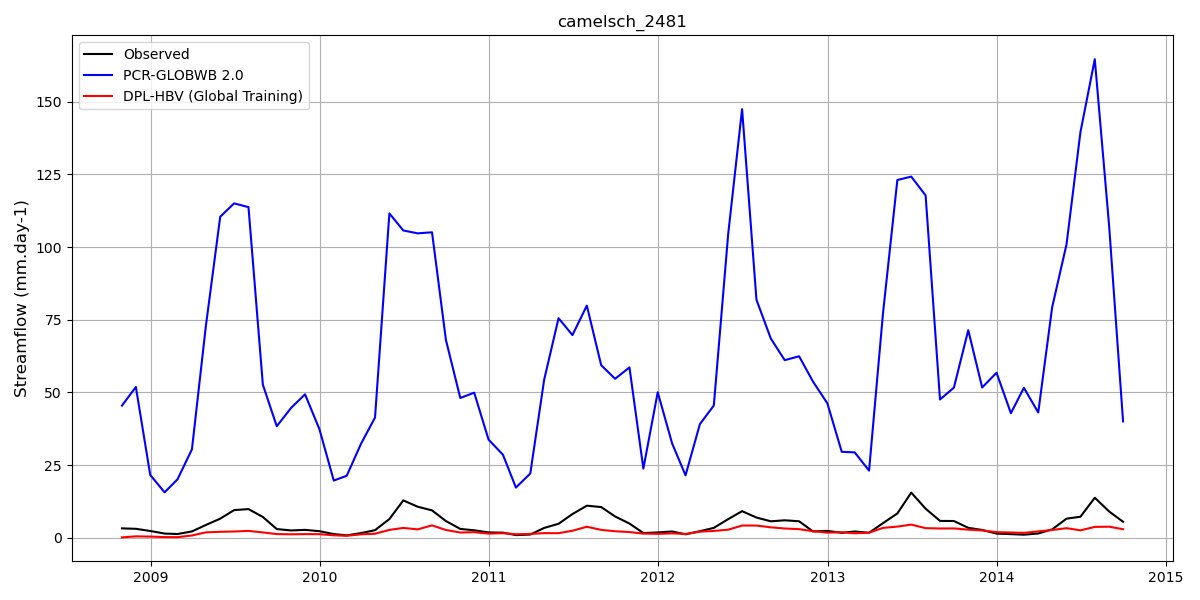 camelsch_2481
Observed
PCR-GLOBWB 2.0
DPL-HBV (Global Training)
Streamflow (mm.day-1)
150
125
100
75
50
25
0
2009 2010 2011 2012 2013 2014 2015